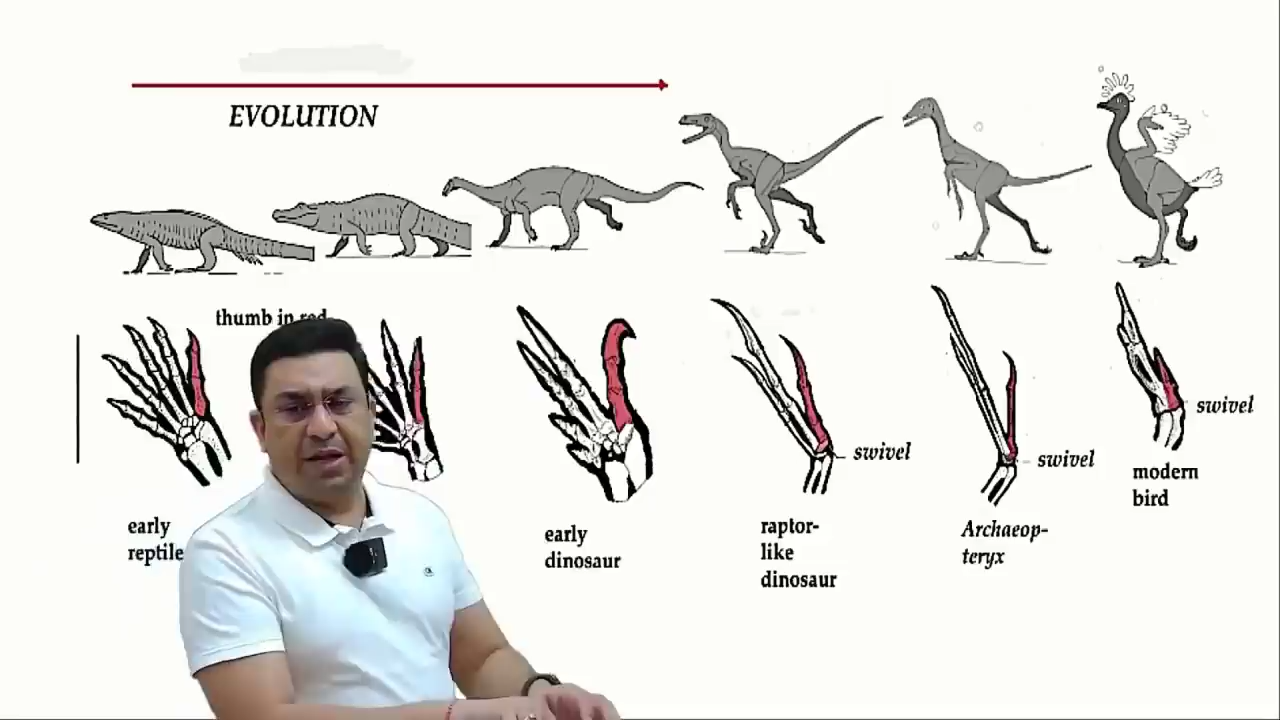 EVOLUTION
thumb in red
swivel
swivel
swivel
early
reptile
early
dinosaur
raptor-
like
dinosaur
Archaeop-
teryx
modern
bird